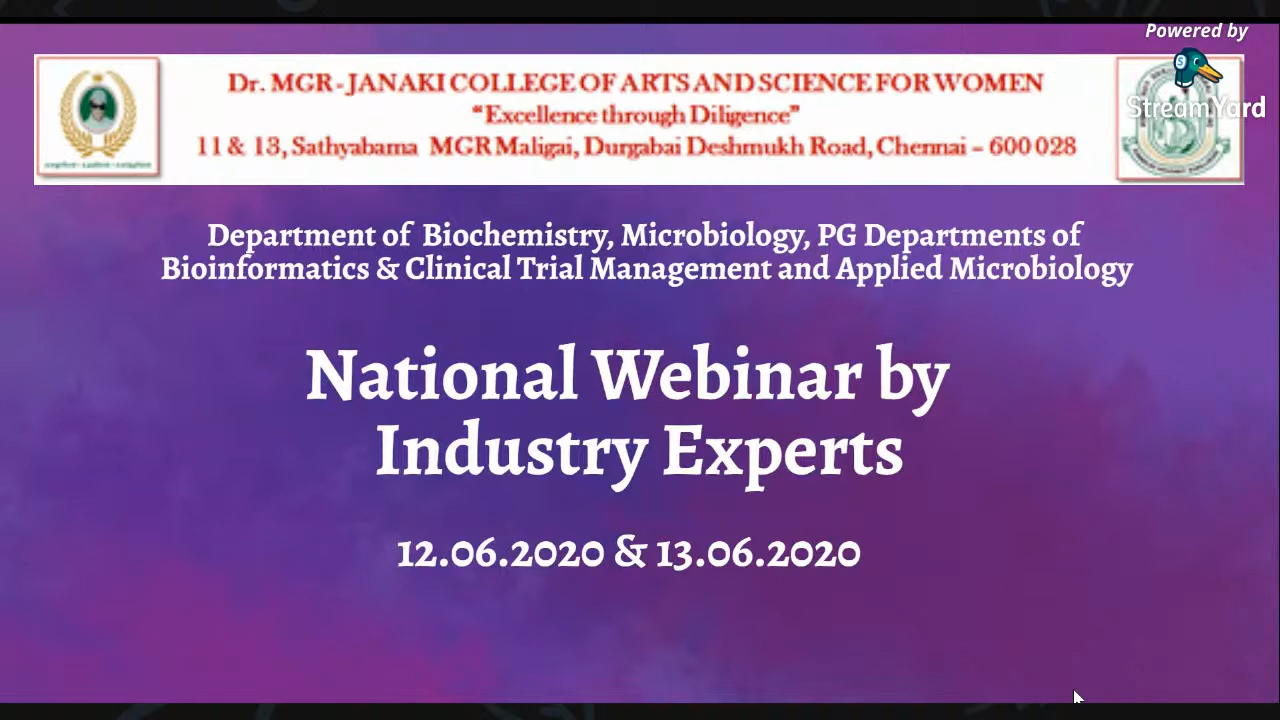 Powered by
StreamYard
Dr. MGR-JANAKI COLLEGE OF ARTS AND SCIENCE FOR WOMEN
“Excellence through Diligence”
11 & 13, Sathyabama MGR Maligai, Durgabai Deshmukh Road, Chennai – 600 028
Department of Biochemistry, Microbiology, PG Departments of
Bioinformatics & Clinical Trial Management and Applied Microbiology
National Webinar by
Industry Experts
12.06.2020 & 13.06.2020